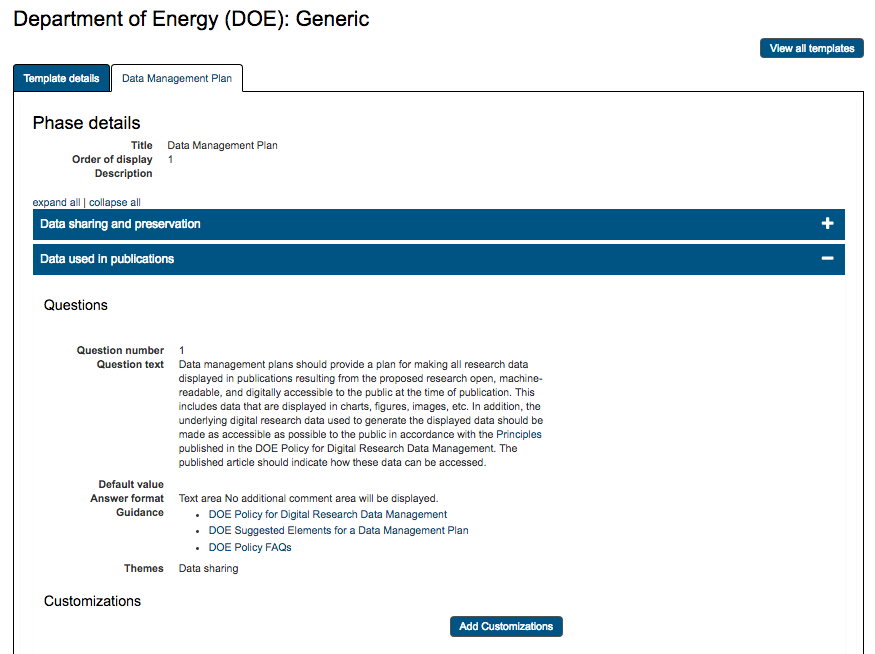 Department of Energy (DOE): Generic
View all templates
Template details
Data Management Plan
Phase details
Title Data Management Plan
Order of display 1
Description
expand all | collapse all
Data sharing and preservation
Data used in publications
Questions
Question number 1
Question text Data management plans should provide a plan for making all research data
displayed in publications resulting from the proposed research open, machine-
readable, and digitally accessible to the public at the time of publication. This
includes data that are displayed in charts, figures, images, etc. In addition, the
underlying digital research data used to generate the displayed data should be
made as accessible as possible to the public in accordance with the Principles
published in the DOE Policy for Digital Research Data Management. The
published article should indicate how these data can be accessed.
Default value
Answer format Text area No additional comment area will be displayed.
Guidance • DOE Policy for Digital Research Data Management
• DOE Suggested Elements for a Data Management Plan
• DOE Policy FAQs
Themes Data sharing
Customizations
Add Customizations